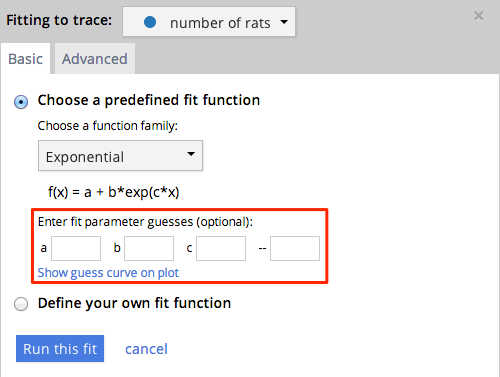 Fitting to trace: number of rats
×
Basic Advanced
Choose a predefined fit function
Choose a function family:
Exponential
f(x) = a + b*exp(c*x)
Enter fit parameter guesses (optional):
a b c --
Show guess curve on plot
Define your own fit function
Run this fit cancel